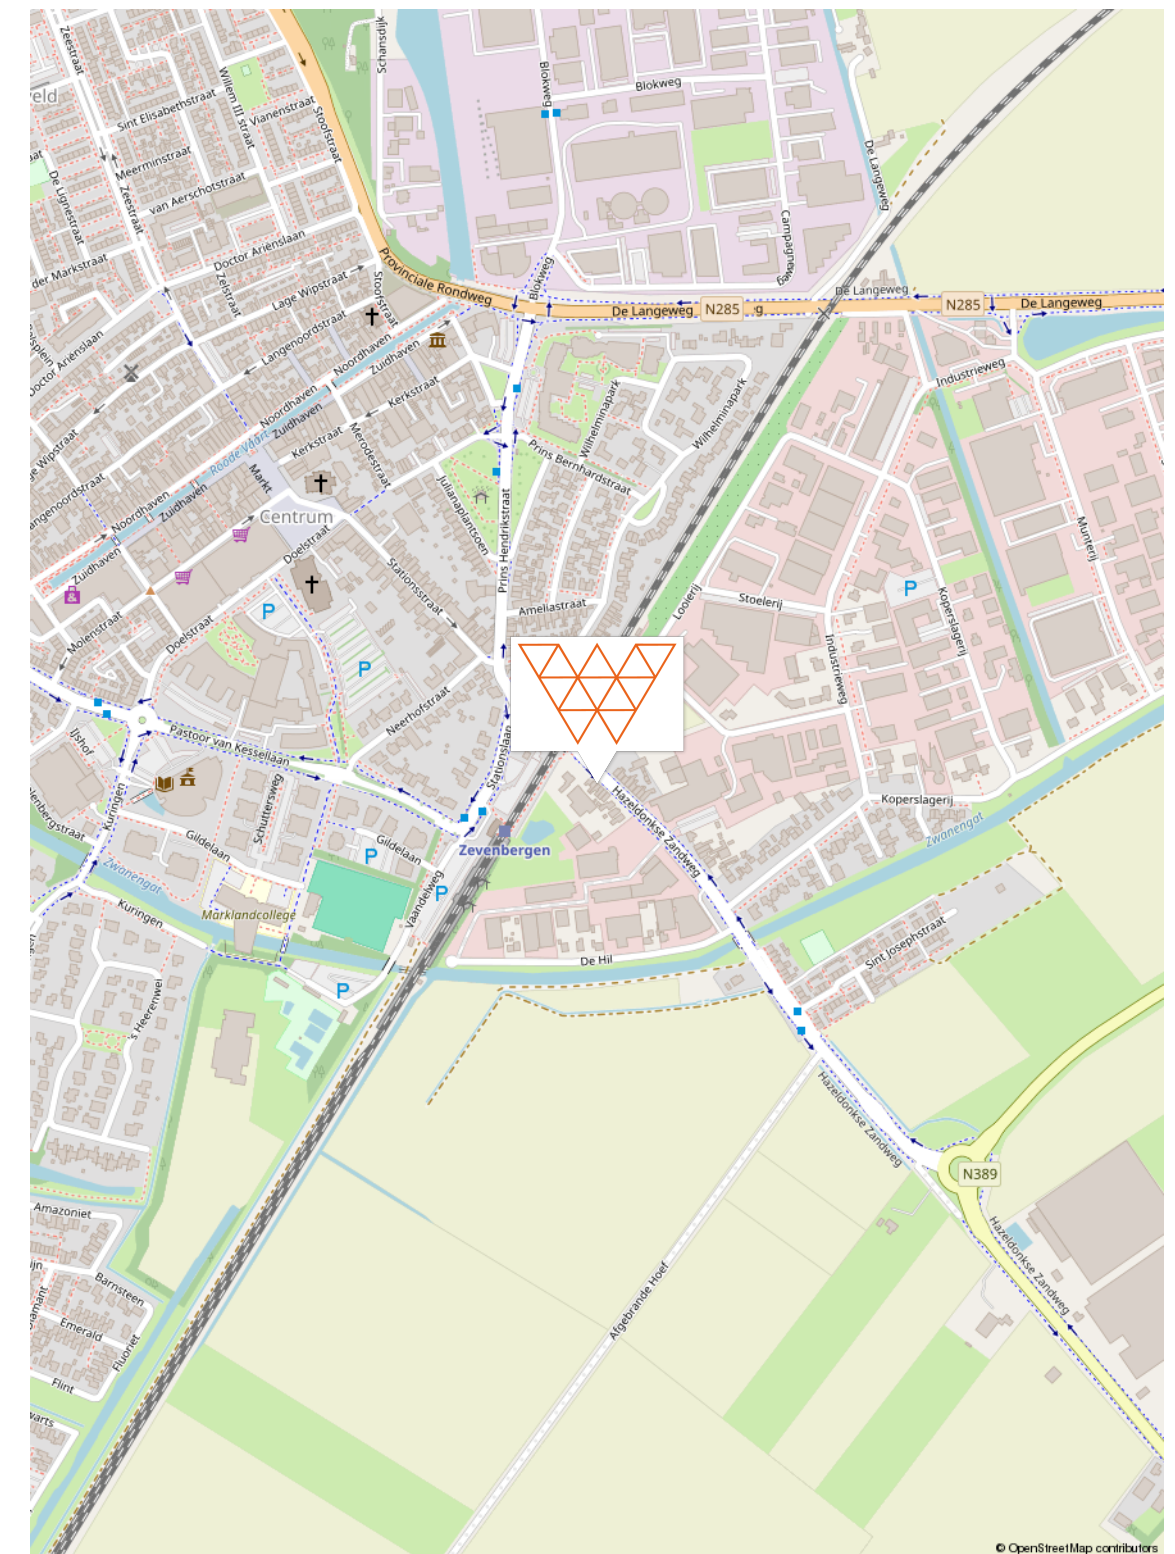 Zeestraat
Schansdijk
Blokweg
Blokweg
veld
Willem III straat
Vianenstraat
Stoofstraat
Sint Elisabethstraat
De Langeweg
Meerminstraat
De Lignestraat
Zeestraat
van Aerschotstraat
Campagneweg
Doctor Ariënslaan
der Markstraat
Provinciale Rondweg
Blokweg
Zelstraat
Lage Wipstraat
Stoofstraat
De Langeweg
De Langeweg
N285
N285
De Langeweg
Langenoordstraat
Noordhaven
Zuidhaven
Doctor Ariënslaan
Industrieweg
Kerkstraat
Noordhaven
Zuidhaven
Wilhelminapark
Wilhelminapark
Roode Vaart
Kerkstraat
Merodestraat
Prins Bernhardstraat
Markt
Julianaplantsoen
Prins Hendrikstraat
Noordhaven
Zuidhaven
Centrum
Munterij
Doelstraat
Zuidhaven
Stationsstraat
P
Koperslagerij
Stoelerij
Looierij
Ameliastraat
P
Molenstraat
Doelstraat
Industrieweg
P
Neerhofstraat
IJshof
Pastoor van Kessellaan
Stationslaan
Kuringen
Schuttersweg
Hazeldonkse Zandweg
Koperslagerij
Zwanengat
Gildelaan
Gildelaan
P
Zevenbergen
Zwanengat
P
Vaandelweg
Kuringen
Marklandcollege
Sint Josephstraat
De Hil
P
's Heerenwei
Hazeldonkse Zandweg
N389
Amazoniet
Hazeldonkse Zandweg
Barnsteen
Afgebrande Hoef
Emerald
Fluoriet
Flint
© OpenStreetMap contributors